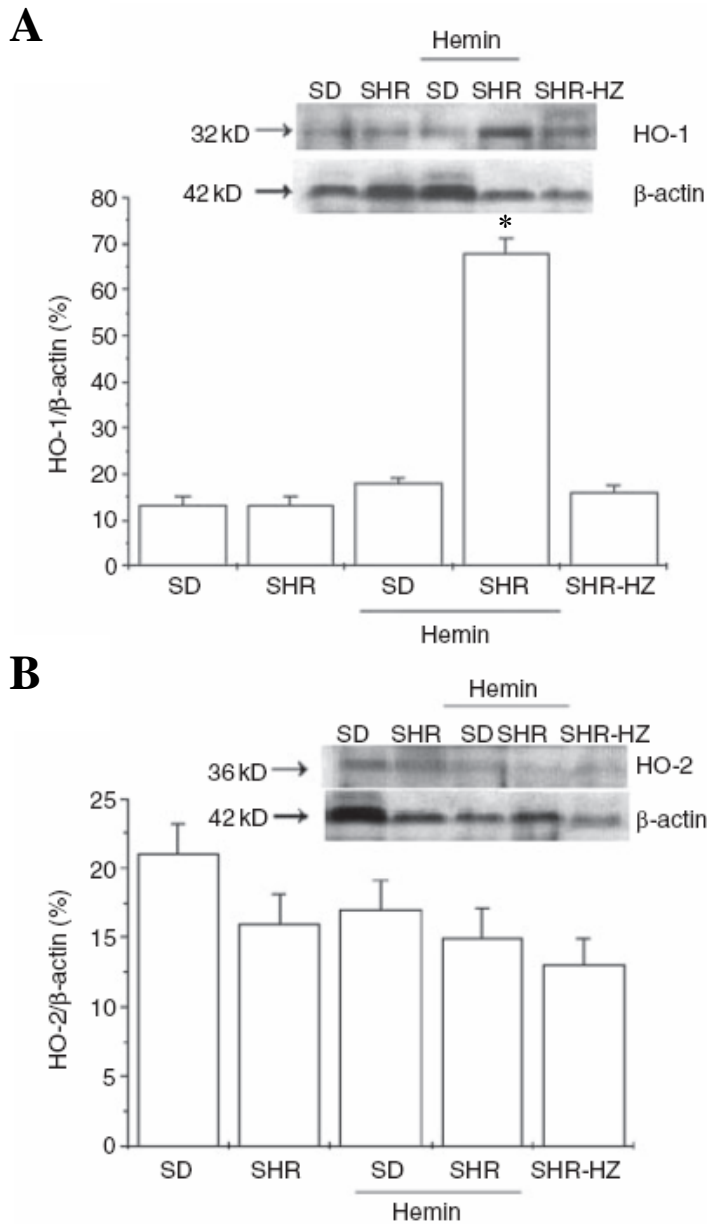 A
Hemin
SD SHR SD SHR SHR-HZ
32 kD HO-1
42 kD β-actin
80
70
60
50
40
30
20
10
0
HO-1/β-actin (%)
*
SD SHR SD SHR SHR-HZ
Hemin
B
Hemin
SD SHR SD SHR SHR-HZ
36 kD HO-2
42 kD β-actin
25
20
15
10
5
0
HO-2/β-actin (%)
SD SHR SD SHR SHR-HZ
Hemin